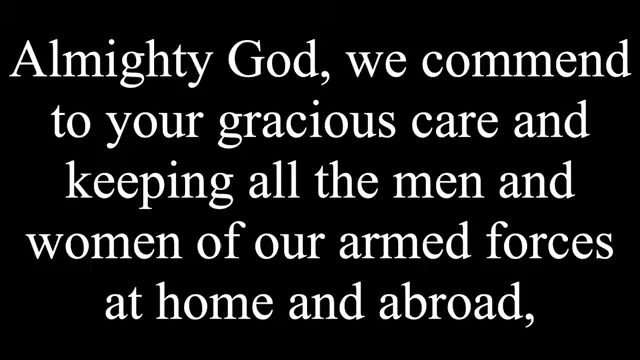 Almighty God, we commend
to your gracious care and
keeping all the men and
women of our armed forces
at home and abroad,